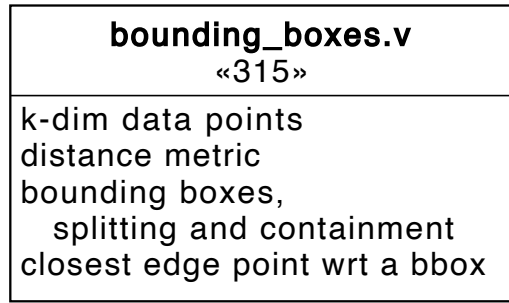 bounding_boxes.v
«315»
k-dim data points
distance metric
bounding boxes,
splitting and containment
closest edge point wrt a bbox